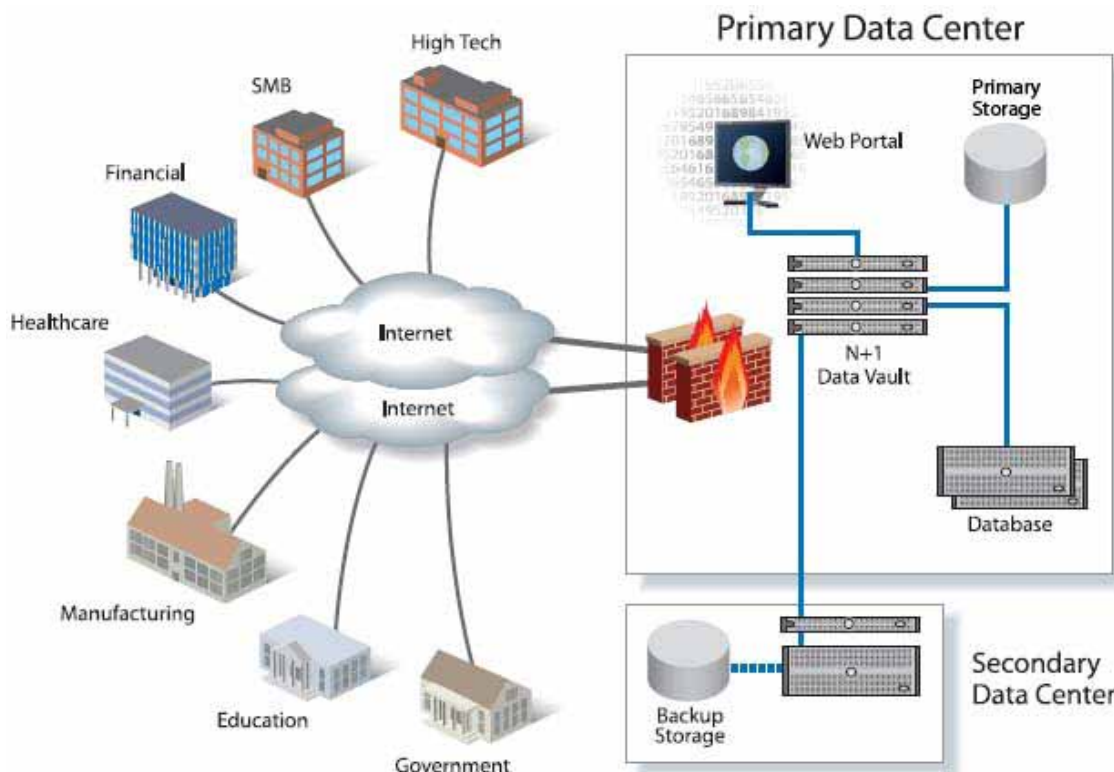 Primary Data Center
High Tech
SMB
Financial
Healthcare
Manufacturing
Education
Government
Internet
Internet
Web Portal
Primary
Storage
N+1
Data Vault
Database
Backup
Storage
Secondary
Data Center